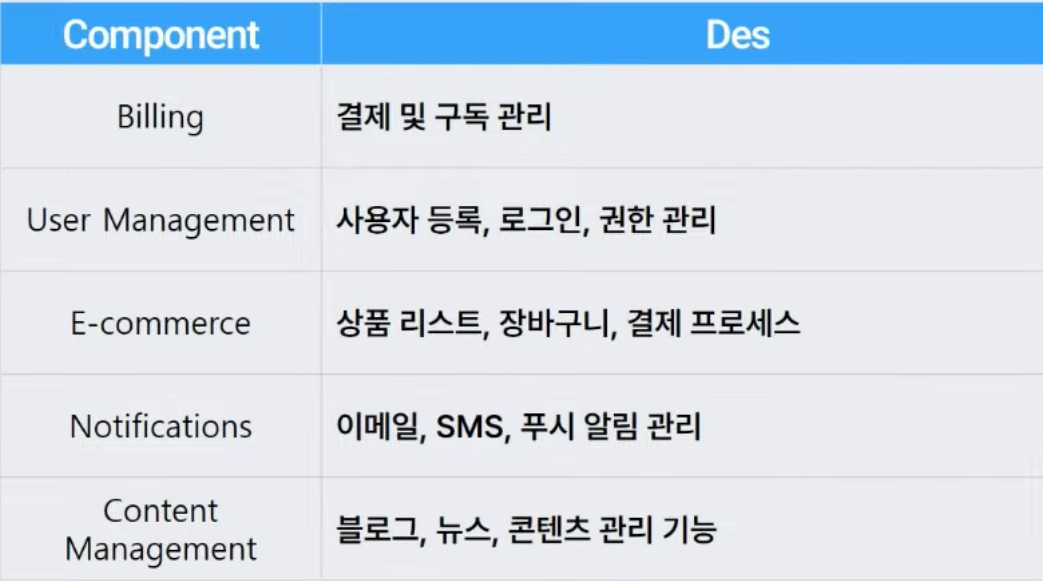 Component Des
Billing 결제 및 구독 관리
User Management 사용자 등록, 로그인, 권한 관리
E-commerce 상품 리스트, 장바구니, 결제 프로세스
Notifications 이메일, SMS, 푸시 알림 관리
Content
Management 블로그, 뉴스, 콘텐츠 관리 기능